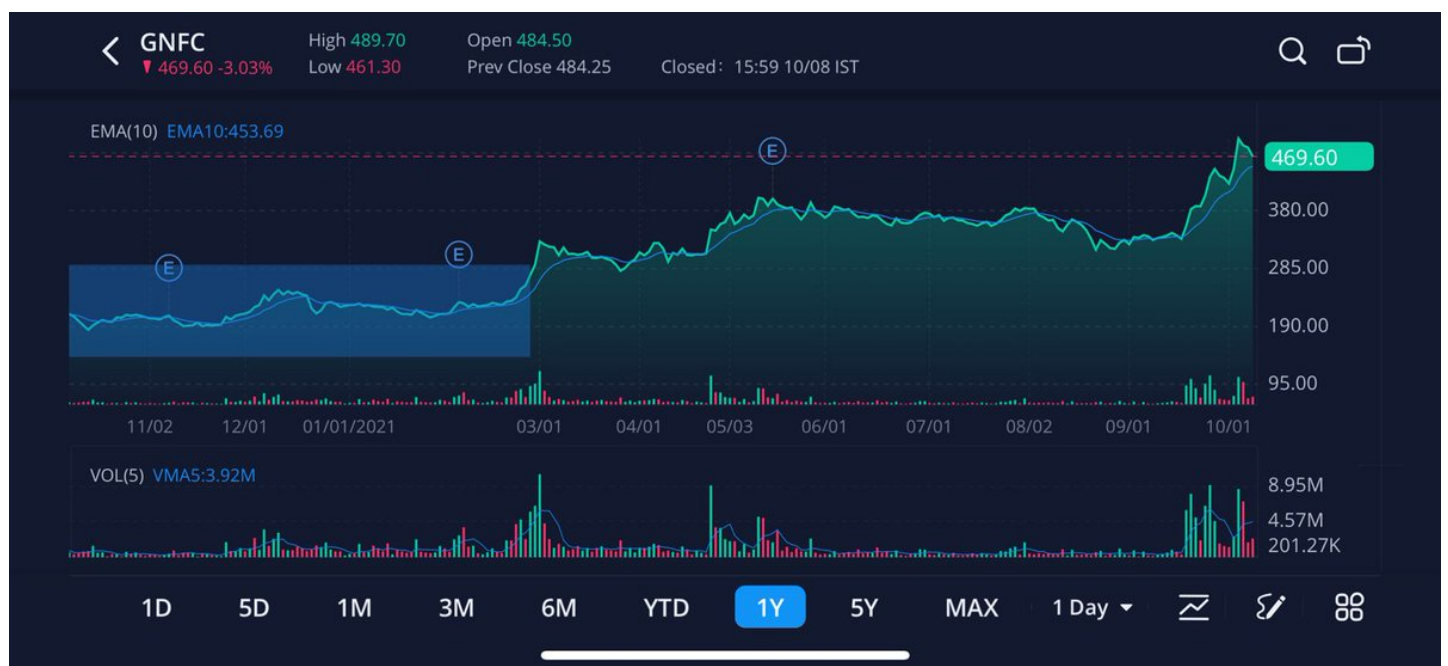 GNFC High 489.70 Open 484.50
▼ 469.60 -3.03% Low 461.30 Prev Close 484.25 Closed: 15:59 10/08 IST
EMA(10) EMA10:453.69
E
469.60
380.00
E E
285.00
190.00
95.00
11/02 12/01 01/01/2021 03/01 04/01 05/03 06/01 07/01 08/02 09/01 10/01
VOL(5) VMA5:3.92M
8.95M
4.57M
201.27K
1D 5D 1M 3M 6M YTD 1Y 5Y MAX 1 Day ▼